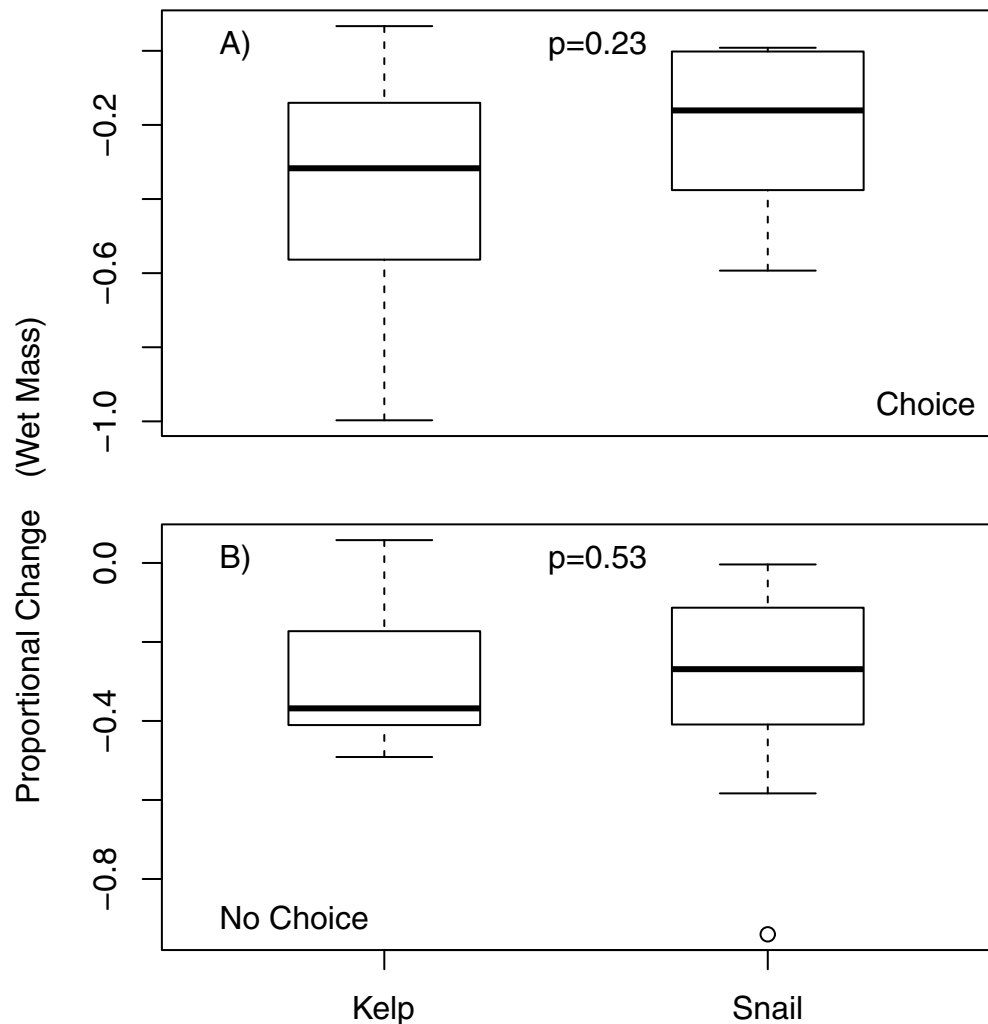 A)
p=0.23
−0.2
−0.6
−1.0
Choice
Proportional Change (Wet Mass)
B)
p=0.53
0.0
−0.4
−0.8
No Choice
Kelp
Snail